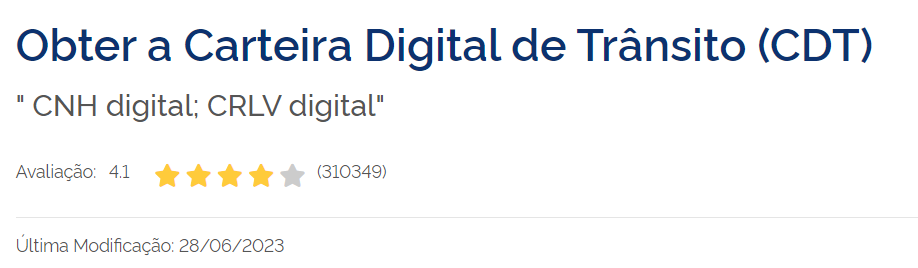 Obter a Carteira Digital de Trânsito (CDT)
" CNH digital; CRLV digital"
Avaliação: 4.1 (310349)
Última Modificação: 28/06/2023